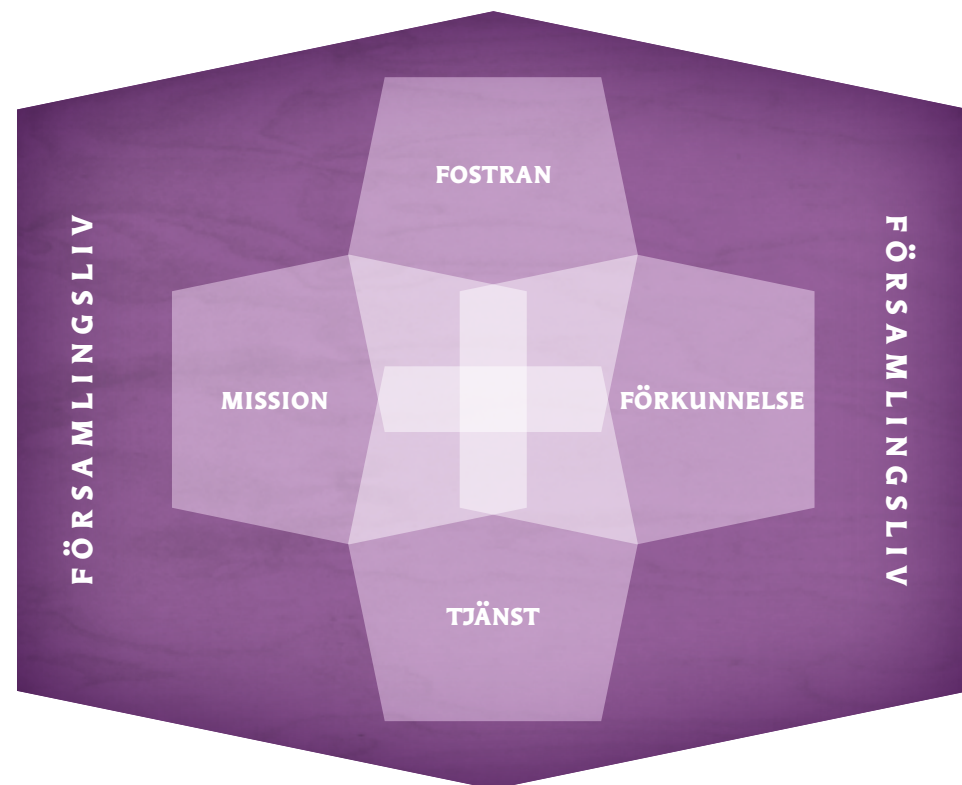 FOSTRAN
FÖRSAMLINGSLIV
MISSION
FÖRKUNNELSE
FÖRSAMLINGSLIV
TJÄNST